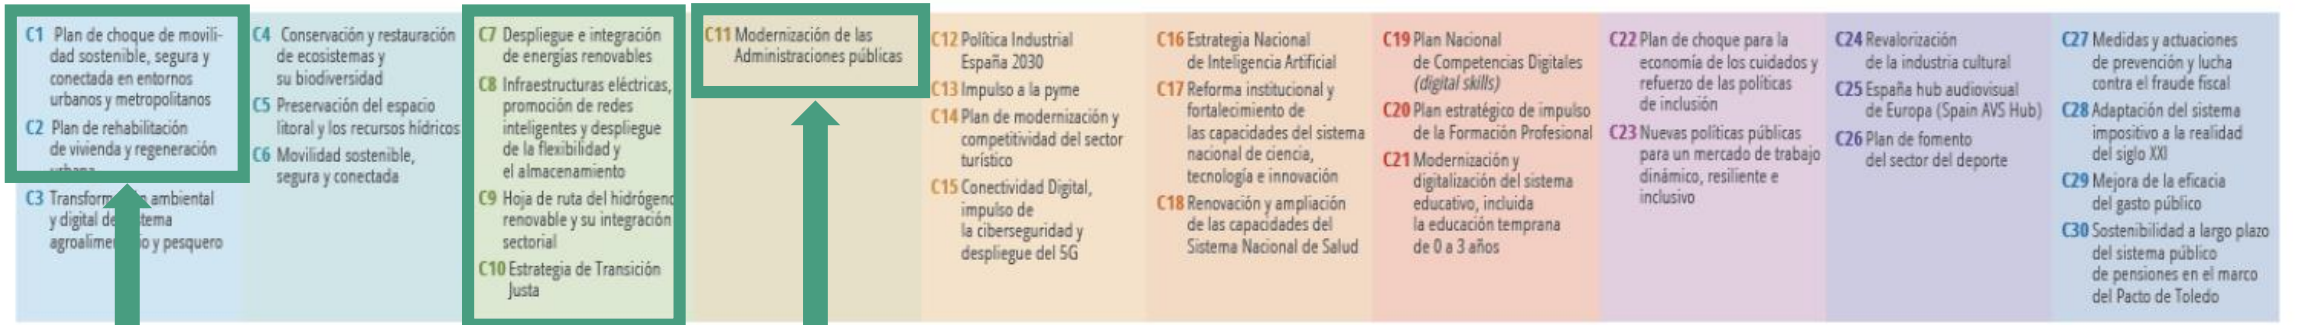 C1 Plan de choque de movili-
dad sostenible, segura y
conectada en entornos
urbanos y metropolitanos
C2 Plan de rehabilitación
de vivienda y regeneración
C3 ambiental
y digital
y pesquero
C4 Conservación y restauración
de ecosistemas y
su biodiversidad
C5 Preservación del espacio
litoral y los recursos hídricos
C6 Movilidad sostenible,
segura y conectada
C7 Despliegue e integración
de energías renovables
C8 Infraestructuras eléctricas,
promoción de redes
inteligentes y despliegue
de la flexibilidad y
el almacenamiento
C9 Hoja de ruta del hidrógeno
renovable y su integración
sectorial
C10 Estrategia de Transición
Justa
C11 Modernización de las
Administraciones públicas
C12 Política Industrial
España 2030
C13 Impulso a la pyme
C14 Plan de modernización y
competitividad del sector
turístico
C15 Conectividad Digital,
impulso de
la ciberseguridad y
despliegue del 5G
C16 Estrategia Nacional
de Inteligencia Artificial
C17 Reforma institucional y
fortalecimiento de
las capacidades del sistema
nacional de ciencia,
tecnología e innovación
C18 Renovación y ampliación
de las capacidades del
Sistema Nacional de Salud
C19 Plan Nacional
de Competencias Digitales
(digital skills)
C20 Plan estratégico de impulso
de la Formación Profesional
C21 Modernización y
digitalización del sistema
educativo, incluida
la educación temprana
de 0 a 3 años
C22 Plan de choque para la
economía de los cuidados y
refuerzo de las políticas
de inclusión
C23 Nuevas políticas públicas
para un mercado de trabajo
dinámico, resiliente e
inclusivo
C24 Revalorización
de la industria cultural
C25 España hub audiovisual
de Europa (Spain AVS Hub)
C26 Plan de fomento
del sector del deporte
C27 Medidas y actuaciones
de prevención y lucha
contra el fraude fiscal
C28 Adaptación del sistema
impositivo a la realidad
del siglo XXI
C29 Mejora de la eficacia
del gasto público
C30 Sostenibilidad a largo plazo
del sistema público
de pensiones en el marco
del Pacto de Toledo